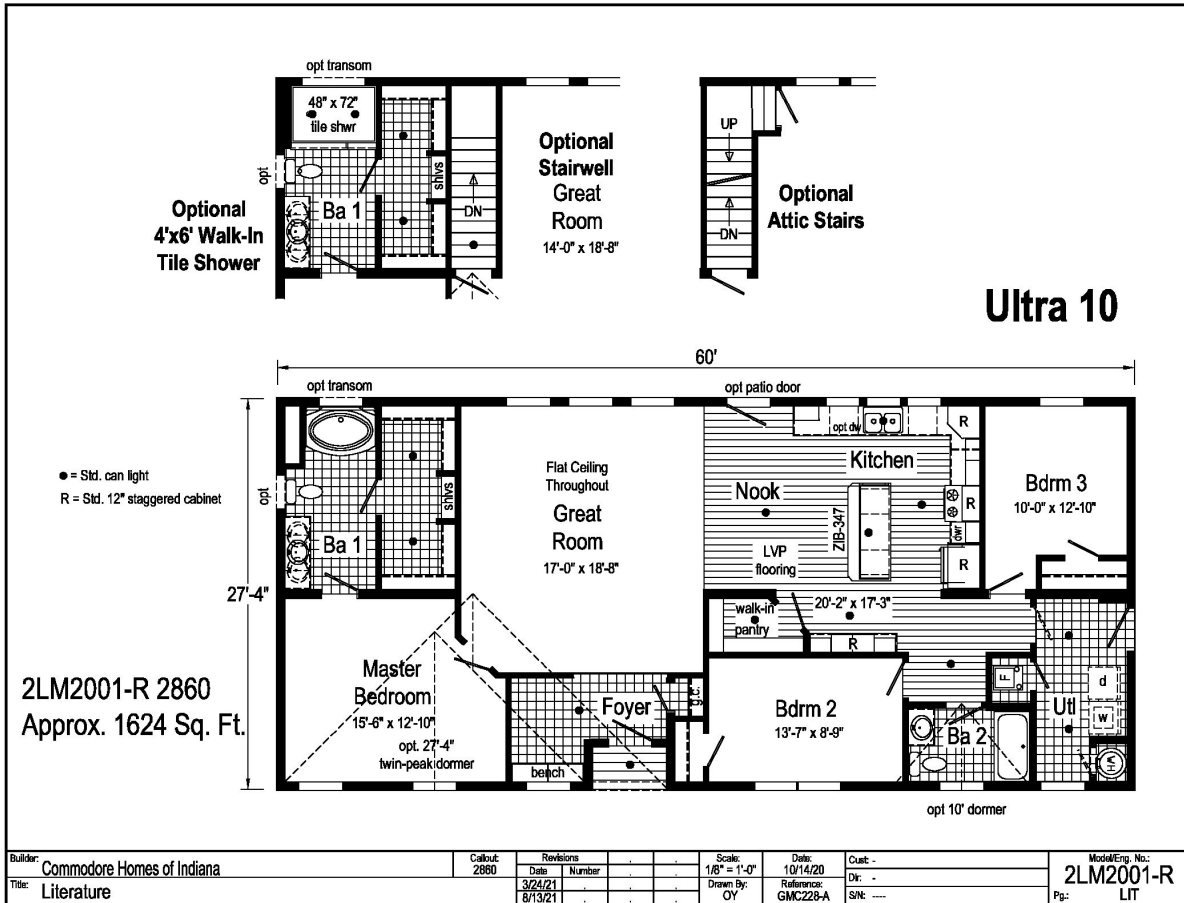 opt transom
48" x 72"
tile shwr
opt
Ba 1
shlvs
DN
Optional
4'x6' Walk-In
Tile Shower
Optional
Stairwell
Great
Room
14'-0" x 18'-8"
UP
DN
Optional
Attic Stairs
Ultra 10
60'
opt transom
opt patio door
27'-4"
● = Std. can light
R = Std. 12" staggered cabinet
opt
Ba 1
shlvs
Flat Ceiling
Throughout
Great
Room
17'-0" x 18'-8"
opt dw
R
Kitchen
Nook
ZIB-347
R
dwr
R
LVP
flooring
20'-2" x 17'-3"
walk-in
pantry
R
Bdrm 3
10'-0" x 12'-10"
Master
Bedroom
15'-6" x 12'-10"
opt. 27'-4"
twin-peak dormer
Foyer
bench
g.c.
Bdrm 2
13'-7" x 8'-9"
F
Ba 2
Utl
d
w
WH
opt 10' dormer
2LM2001-R 2860
Approx. 1624 Sq. Ft.
Builder: Commodore Homes of Indiana
Title: Literature
Callout:
2860
Revisions
Date Number
3/24/21 .
8/13/21 .
Scale:
1/8" = 1'-0"
Drawn By:
OY
Date:
10/14/20
Reference:
GMC228-A
Cust: -
Dir: -
S/N: ----
Model/Eng. No.:
2LM2001-R
Pg.: LIT